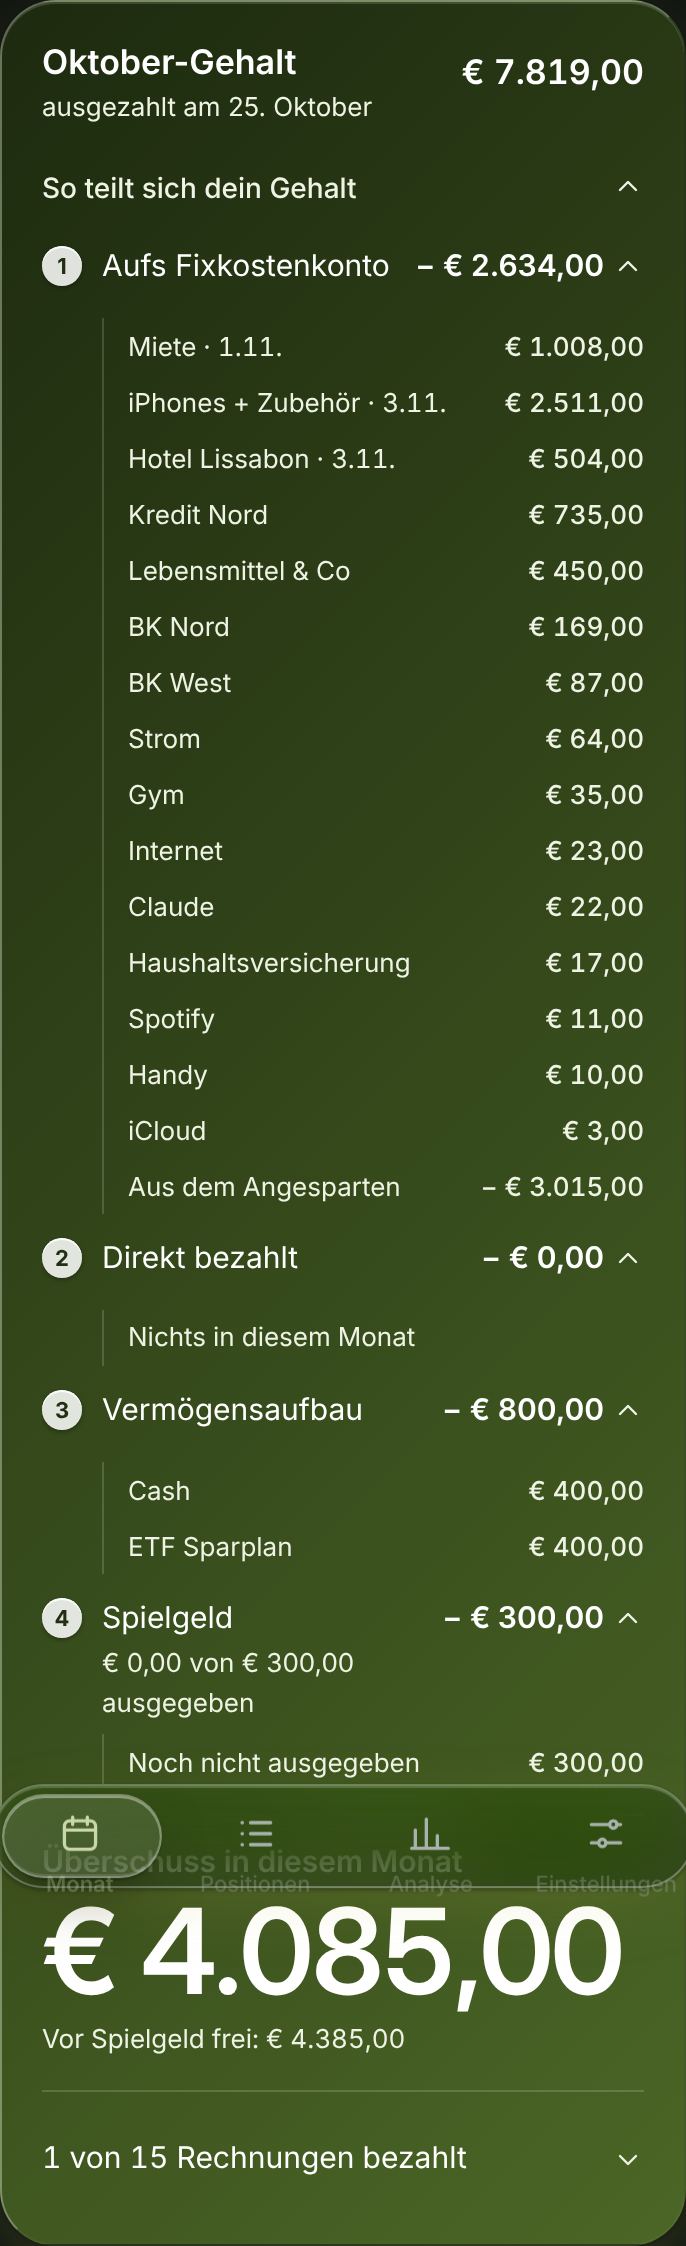 Oktober-Gehalt
€ 7.819,00
ausgezahlt am 25. Oktober
So teilt sich dein Gehalt
1 Aufs Fixkostenkonto – € 2.634,00
Miete · 1.11. € 1.008,00
iPhones + Zubehör · 3.11. € 2.511,00
Hotel Lissabon · 3.11. € 504,00
Kredit Nord € 735,00
Lebensmittel & Co € 450,00
BK Nord € 169,00
BK West € 87,00
Strom € 64,00
Gym € 35,00
Internet € 23,00
Claude € 22,00
Haushaltsversicherung € 17,00
Spotify € 11,00
Handy € 10,00
iCloud € 3,00
Aus dem Angesparten – € 3.015,00
2 Direkt bezahlt – € 0,00
Nichts in diesem Monat
3 Vermögensaufbau – € 800,00
Cash € 400,00
ETF Sparplan € 400,00
4 Spielgeld – € 300,00
€ 0,00 von € 300,00
ausgegeben
Noch nicht ausgegeben € 300,00
Überschuss in diesem Monat
Monat Positionen Analyse Einstellungen
€ 4.085,00
Vor Spielgeld frei: € 4.385,00
1 von 15 Rechnungen bezahlt